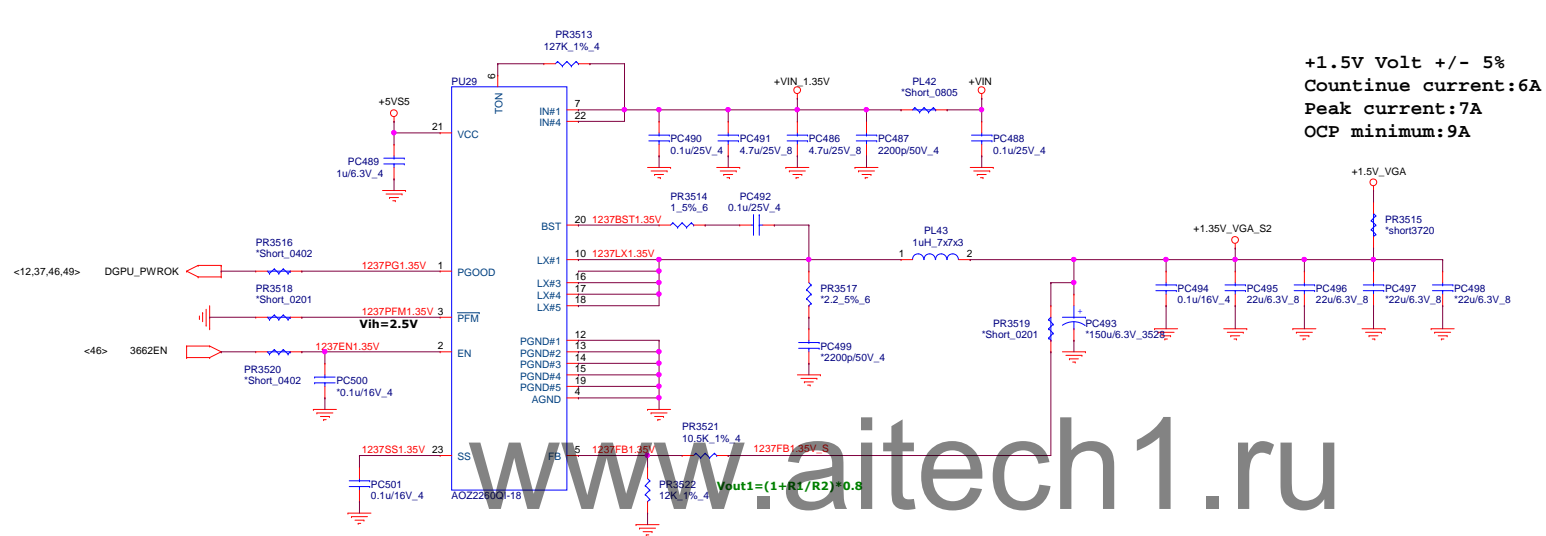 PR3513
127K_1%_4
+1.5V Volt +/- 5%
Countinue current:6A
Peak current:7A
OCP minimum:9A
PU29
6
TON
+5VS5
21
VCC
PC489
1u/6.3V_4
IN#1
7
IN#4
22
+VIN_1.35V
PL42
*Short_0805
+VIN
PC490
0.1u/25V_4
PC491
4.7u/25V_8
PC486
4.7u/25V_8
PC487
2200p/50V_4
PC488
0.1u/25V_4
BST
20
1237BST1.35V
PR3514
1_5%_6
PC492
0.1u/25V_4
+1.5V_VGA
PR3515
*short3720
+1.35V_VGA_S2
LX#1
10
1237LX1.35V
LX#3
16
LX#4
17
LX#5
18
PL43
1uH_7x7x3
1
2
<12,37,46,49>
DGPU_PWROK
PR3516
*Short_0402
1237PG1.35V
1
PGOOD
PR3518
*Short_0201
1237PFM1.35V
3
PFM
Vih=2.5V
<46>
3662EN
PR3520
*Short_0402
1237EN1.35V
2
EN
PC500
*0.1u/16V_4
PR3517
*2.2_5%_6
PC499
*2200p/50V_4
PR3519
*Short_0201
+
PC493
*150u/6.3V_3528
PC494
0.1u/16V_4
PC495
22u/6.3V_8
PC496
22u/6.3V_8
PC497
*22u/6.3V_8
PC498
*22u/6.3V_8
PGND#1
12
PGND#2
13
PGND#3
14
PGND#4
15
PGND#5
19
AGND
4
1237SS1.35V
23
SS
PC501
0.1u/16V_4
FB
5
1237FB1.35V
PR3521
10.5K_1%_4
1237FB1.35V_S
PR3522
12K_1%_4
Vout1=(1+R1/R2)*0.8
AOZ2260QI-18
www.aitech1.ru